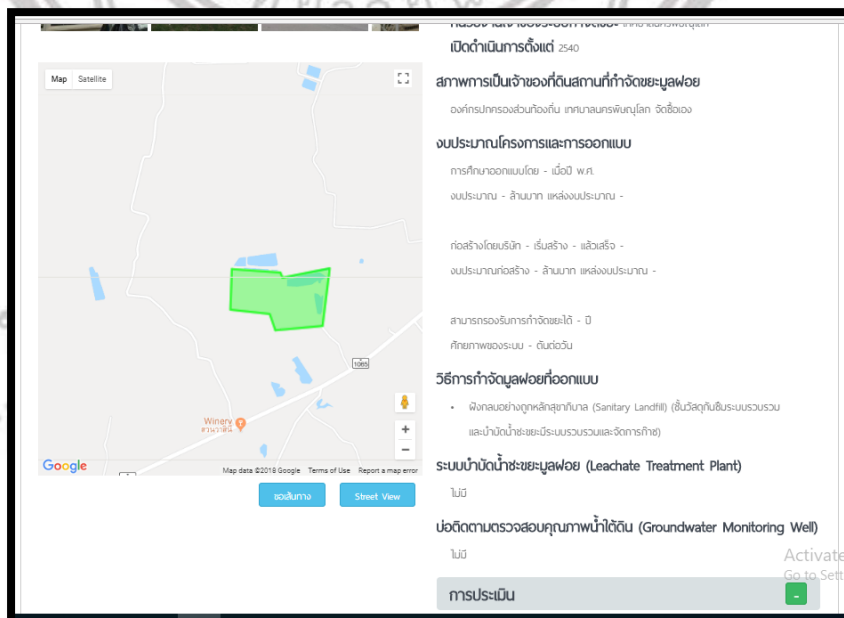 เปิดดำเนินการตั้งแต่ 2540
Map Satellite
สภาพการเป็นเจ้าของที่ดินสถานที่กำจัดขยะมูลฝอย
องค์กรปกครองส่วนท้องถิ่น เทศบาลนครพิษณุโลก จัดซื้อเอง
งบประมาณโครงการและการออกแบบ
การศึกษาออกแบบโดย - เมื่อปี พ.ศ.
งบประมาณ - ล้านบาท แหล่งงบประมาณ -
ก่อสร้างโดยบริษัท - เริ่มสร้าง - แล้วเสร็จ -
งบประมาณก่อสร้าง - ล้านบาท แหล่งงบประมาณ -
สามารถรองรับการกำจัดขยะได้ - ปี
ศักยภาพของระบบ - ตันต่อวัน
1065
วิธีการกำจัดมูลฝอยที่ออกแบบ
• ฝังกลบอย่างถูกหลักสุขาภิบาล (Sanitary Landfill) (ชั้นวัสดุกันซึมระบบรวบรวม
และบำบัดน้ำชะขยะมีระบบรวบรวมและจัดการก๊าซ)
Winery
สวนวาทินี
Google
Map data ©2018 Google Terms of Use Report a map error
ระบบบำบัดน้ำชะขยะมูลฝอย (Leachate Treatment Plant)
ไม่มี
ขอเส้นทาง Street View
บ่อติดตามตรวจสอบคุณภาพน้ำใต้ดิน (Groundwater Monitoring Well)
ไม่มี
Activate
Go to Sett
การประเมิน -